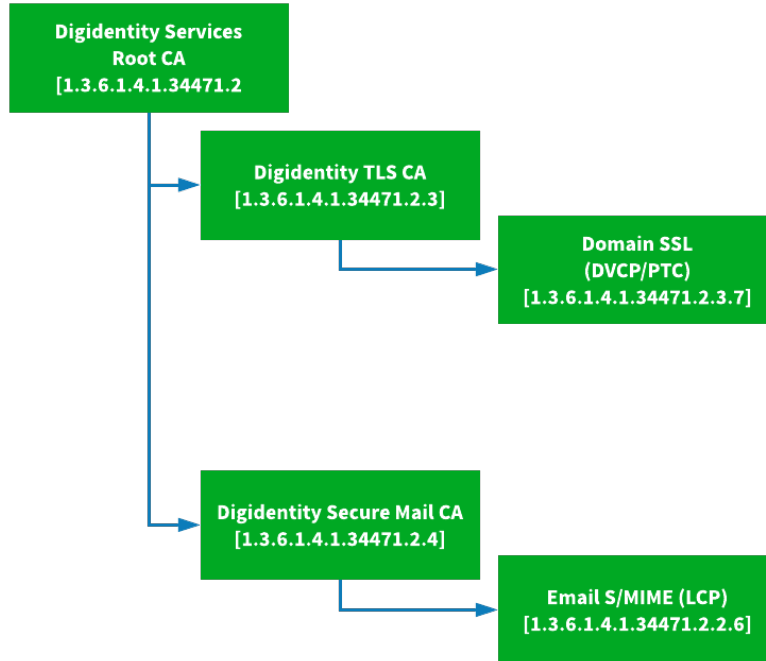 Digidentity Services
Root CA
[1.3.6.1.4.1.34471.2
Digidentity TLS CA
[1.3.6.1.4.1.34471.2.3]
Domain SSL
(DVCP/PTC)
[1.3.6.1.4.1.34471.2.3.7]
Digidentity Secure Mail CA
[1.3.6.1.4.1.34471.2.4]
Email S/MIME (LCP)
[1.3.6.1.4.1.34471.2.2.6]